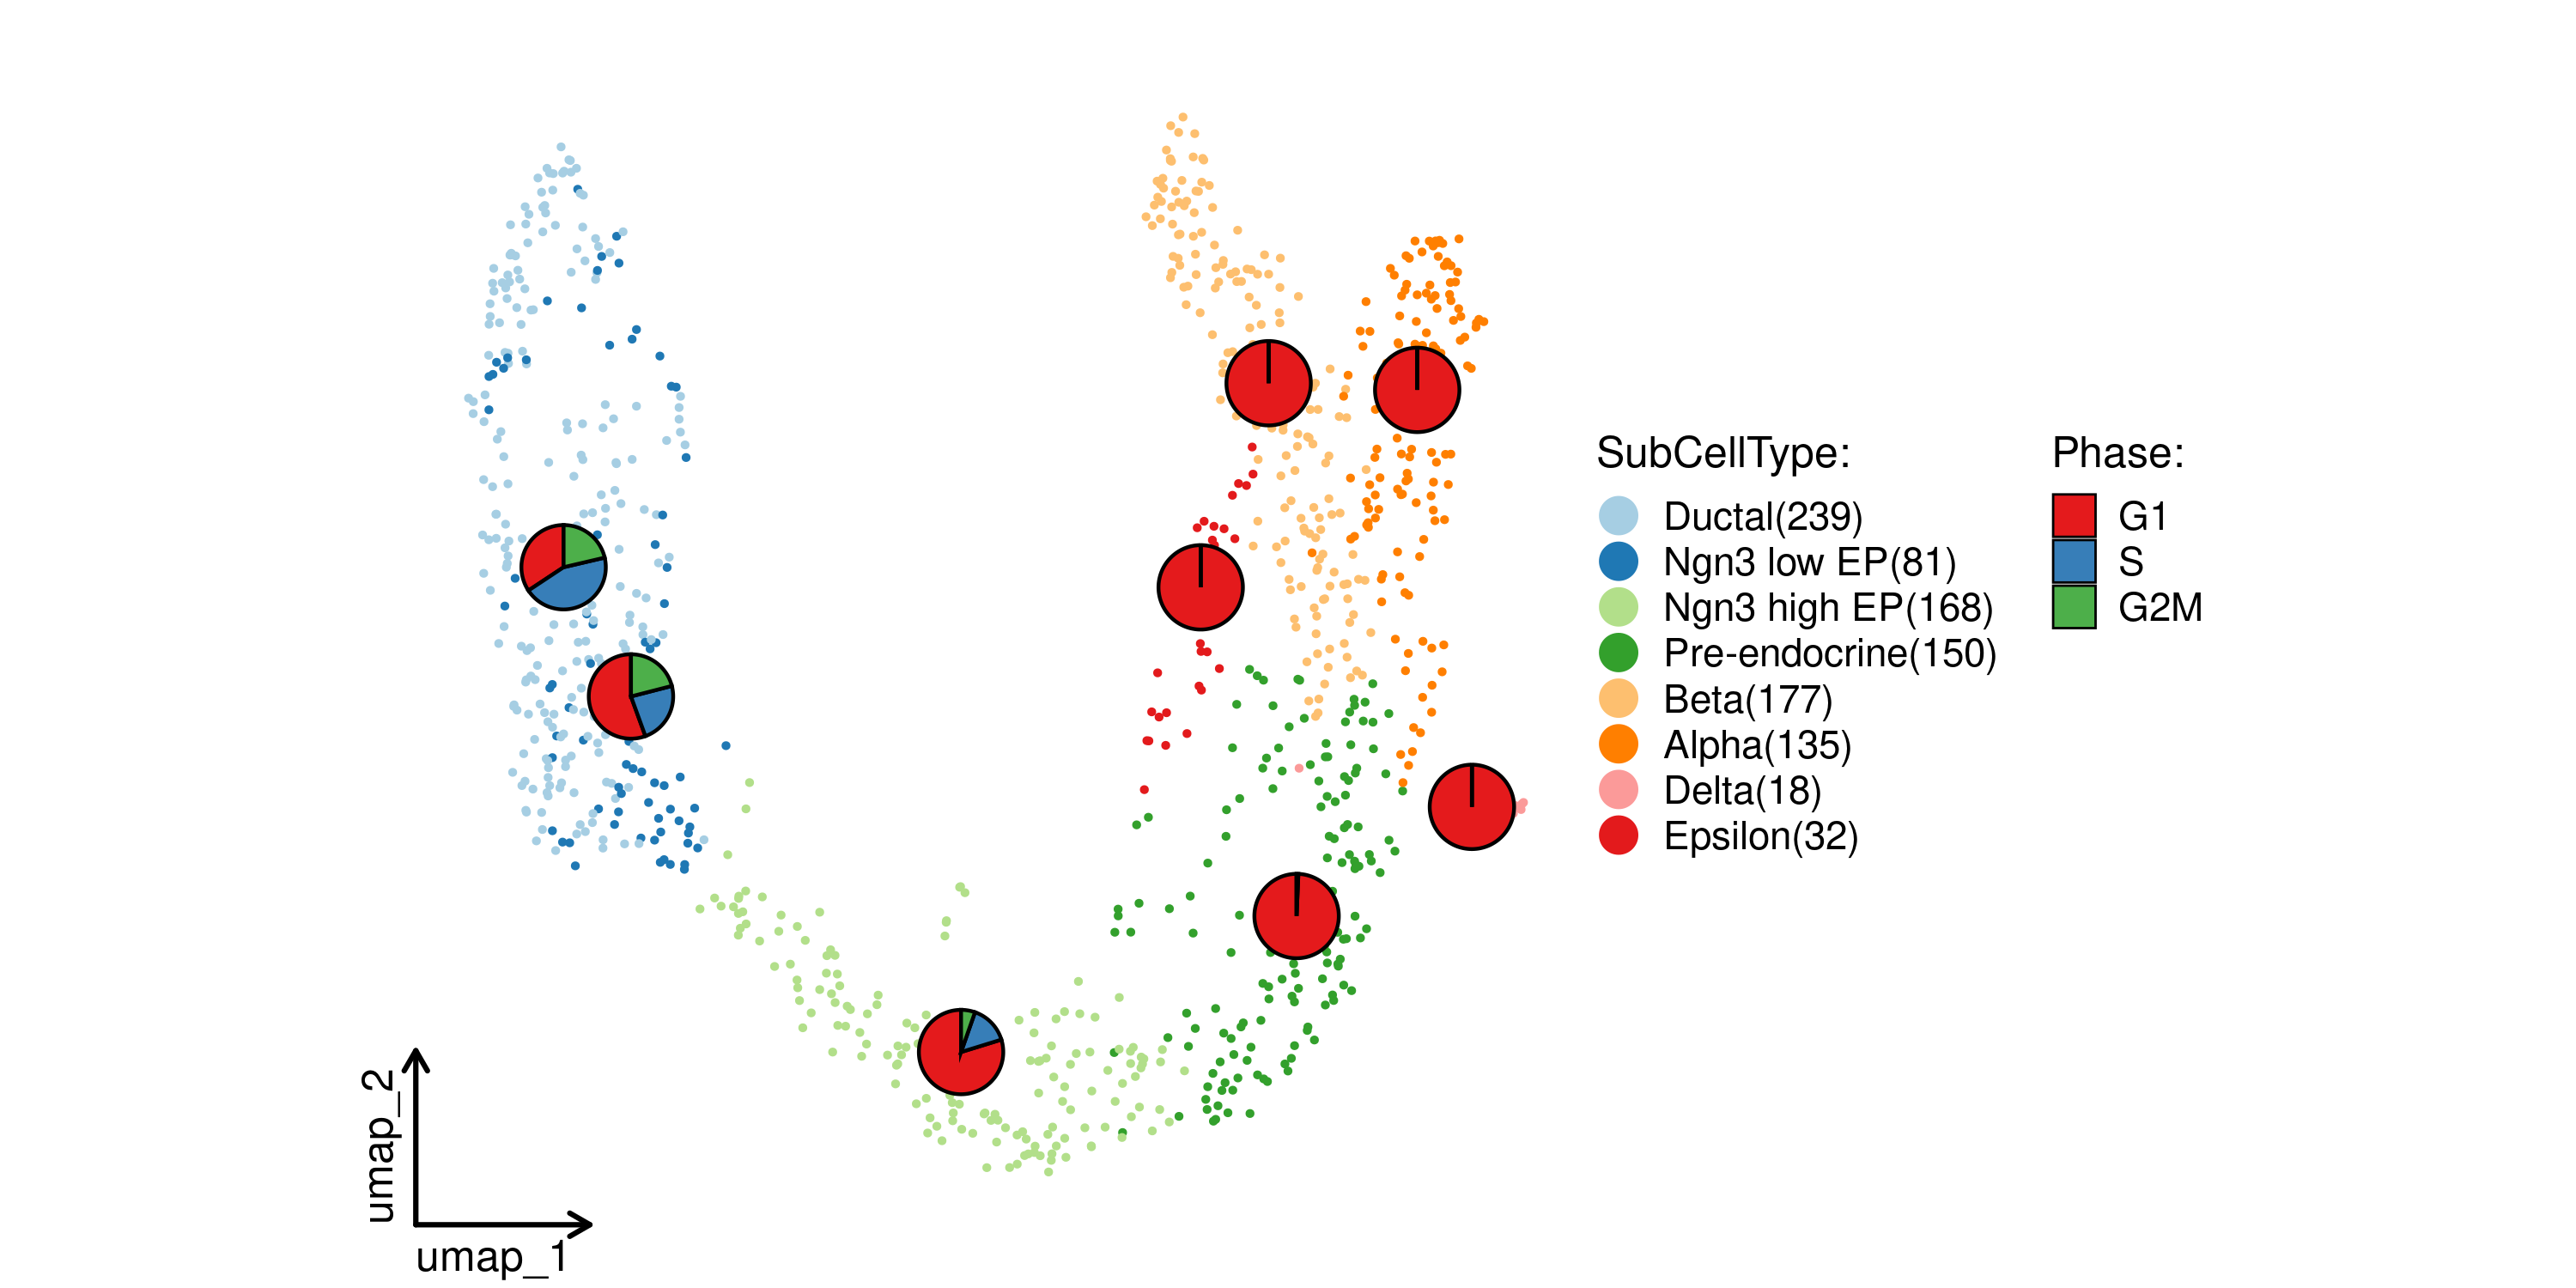 SubCellType:
Ductal(239)
Ngn3 low EP(81)
Ngn3 high EP(168)
Pre-endocrine(150)
Beta(177)
Alpha(135)
Delta(18)
Epsilon(32)
Phase:
G1
S
G2M
umap_2
umap_1